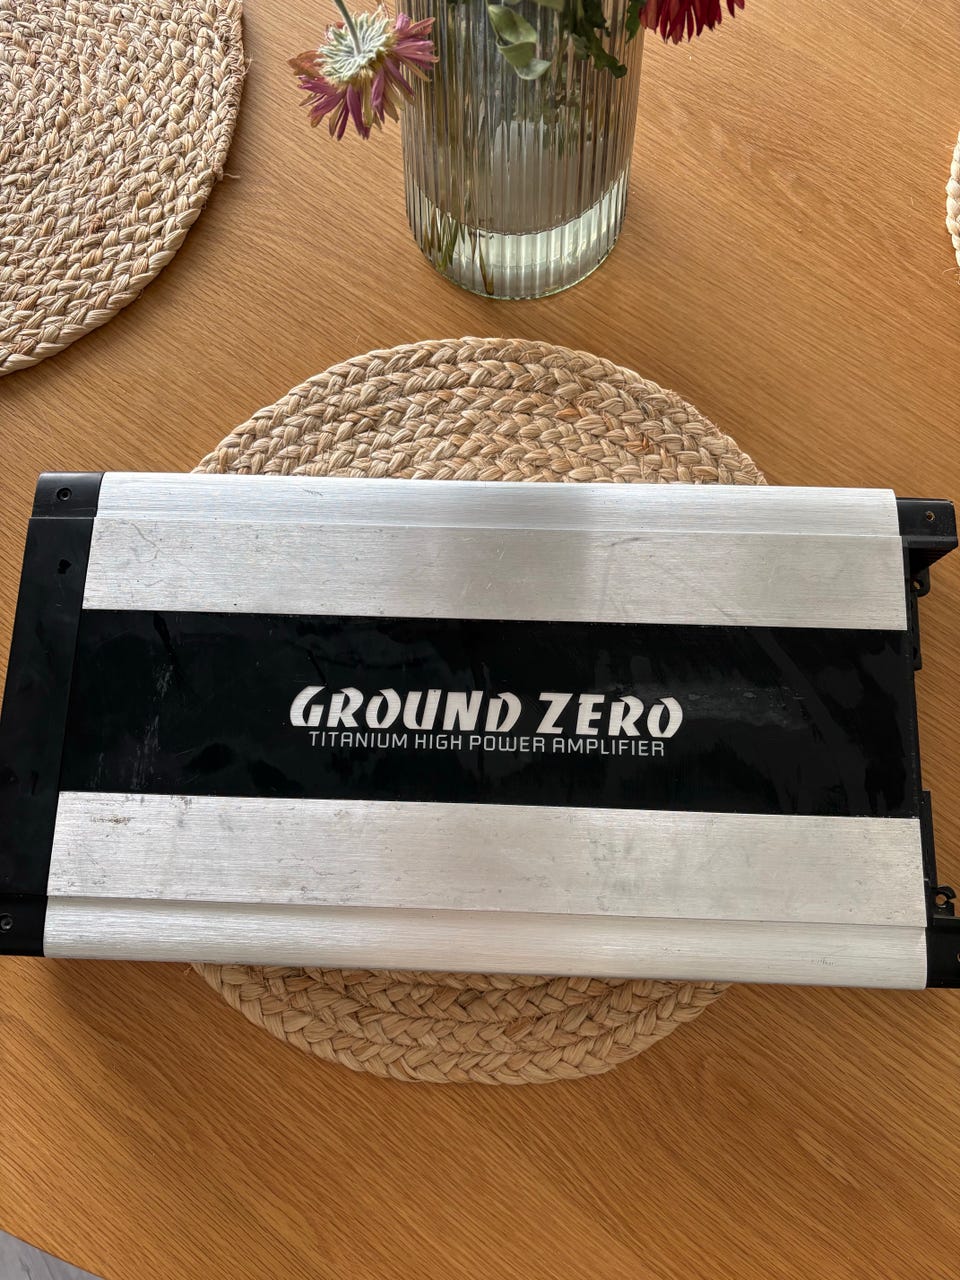 GROUND ZERO
TITANIUM HIGH POWER AMPLIFIER